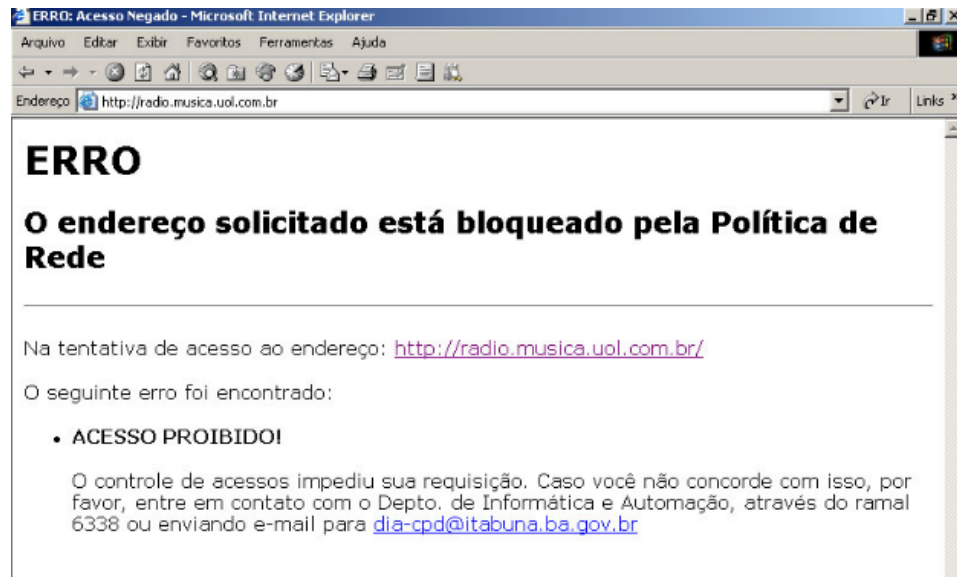 ERRO: Acesso Negado - Microsoft Internet Explorer
Arquivo Editar Exibir Favoritos Ferramentas Ajuda
Endereço http://radio.musica.uol.com.br Ir Links »
ERRO
O endereço solicitado está bloqueado pela Política de
Rede
Na tentativa de acesso ao endereço: http://radio.musica.uol.com.br/
O seguinte erro foi encontrado:
• ACESSO PROIBIDO!
O controle de acessos impediu sua requisição. Caso você não concorde com isso, por
favor, entre em contato com o Depto. de Informática e Automação, através do ramal
6338 ou enviando e-mail para dia-cpd@itabuna.ba.gov.br